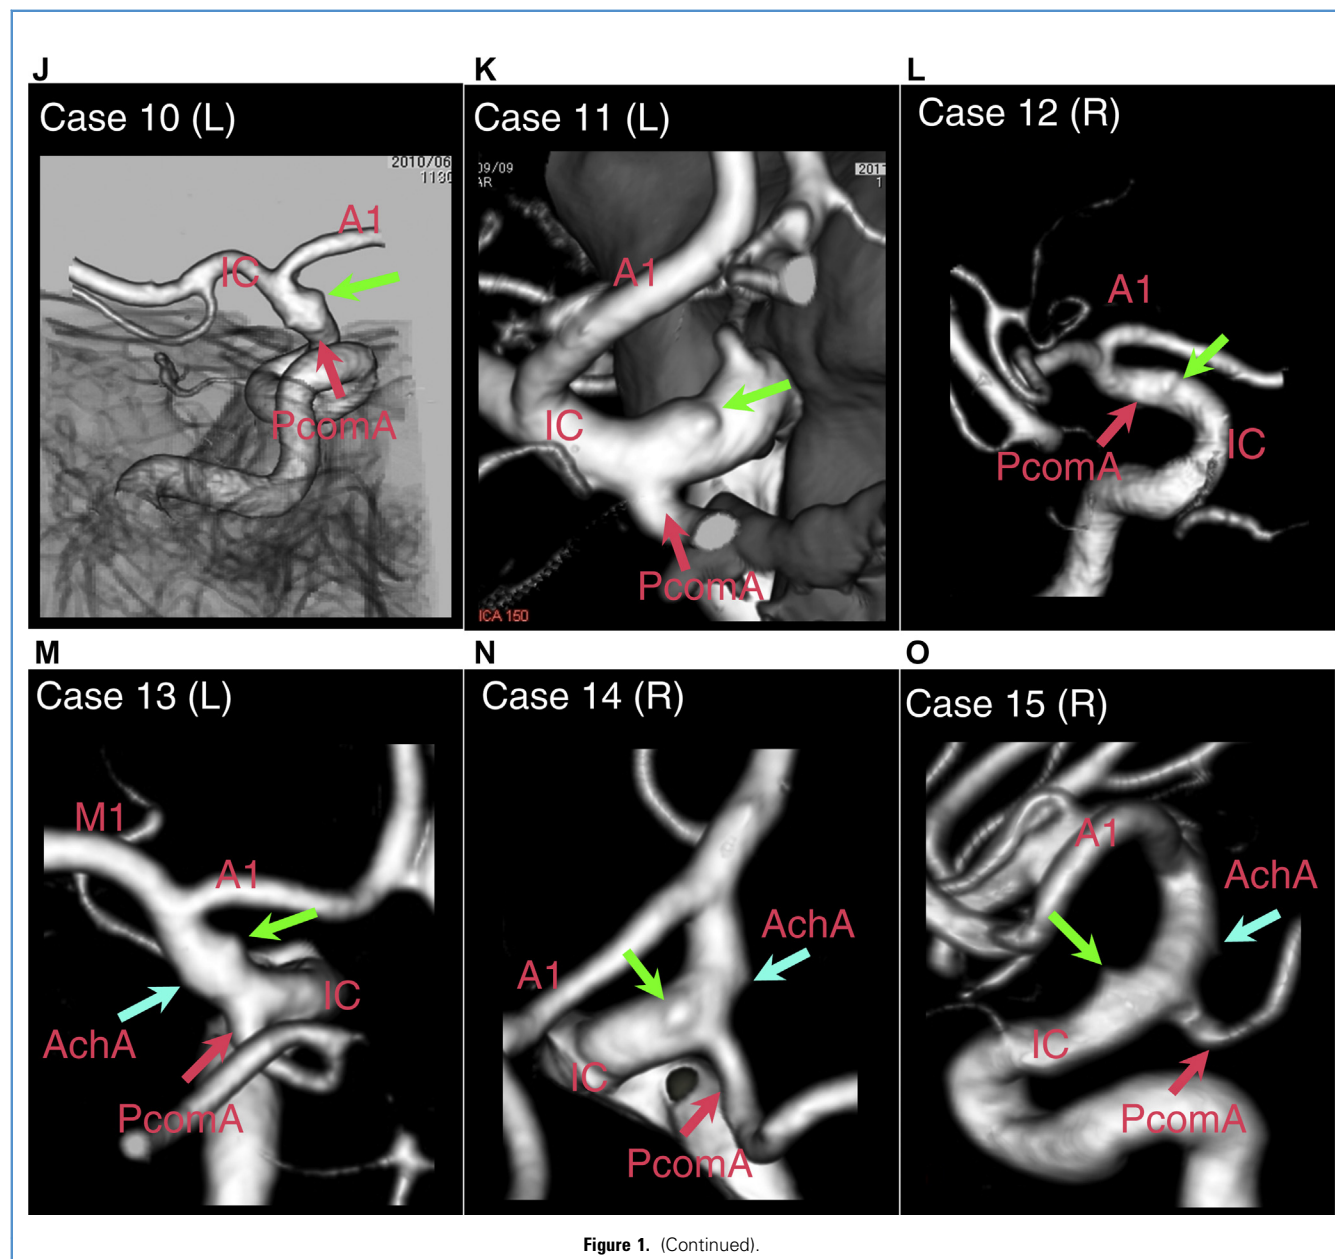 J
Case 10 (L)
2010/06
1130
A1
IC
PcomA
K
Case 11 (L)
09/09
AR
2011
1
A1
IC
PcomA
ICA 150
L
Case 12 (R)
A1
PcomA
IC
M
Case 13 (L)
M1
A1
IC
AchA
PcomA
N
Case 14 (R)
AchA
A1
IC
PcomA
O
Case 15 (R)
A1
AchA
IC
PcomA
Figure 1. (Continued).